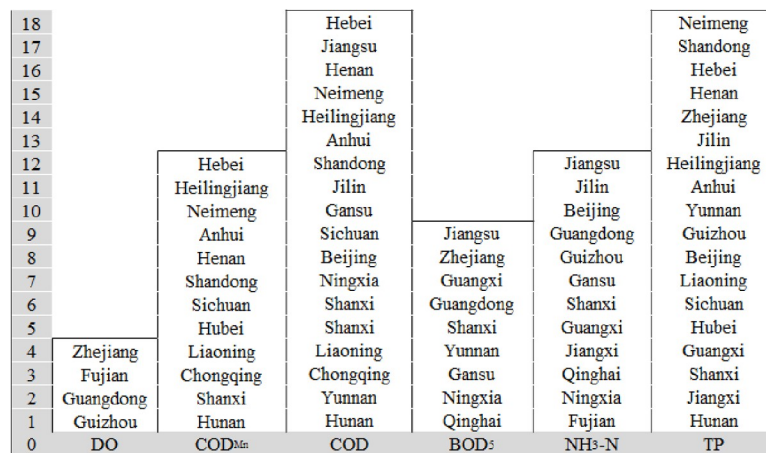 18 Hebei Neimeng
17 Jiangsu Shandong
16 Henan Hebei
15 Neimeng Henan
14 Heilingjiang Zhejiang
13 Anhui Jilin
12 Hebei Shandong Jiangsu Heilingjiang
11 Heilingjiang Jilin Jilin Anhui
10 Neimeng Gansu Beijing Yunnan
9 Anhui Sichuan Jiangsu Guangdong Guizhou
8 Henan Beijing Zhejiang Guizhou Beijing
7 Shandong Ningxia Guangxi Gansu Liaoning
6 Sichuan Shanxi Guangdong Shanxi Sichuan
5 Hubei Shanxi Shanxi Guangxi Hubei
4 Zhejiang Liaoning Liaoning Yunnan Jiangxi Guangxi
3 Fujian Chongqing Chongqing Gansu Qinghai Shanxi
2 Guangdong Shanxi Yunnan Ningxia Ningxia Jiangxi
1 Guizhou Hunan Hunan Qinghai Fujian Hunan
0 DO CODMn COD BOD5 NH3-N TP